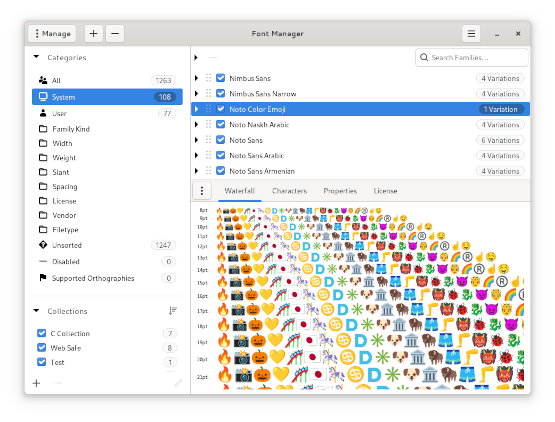 Manage
Font Manager
Categories
Search Families...
All 1263
System 108
User 77
Family Kind
Width
Weight
Slant
Spacing
License
Vendor
Filetype
Unsorted 1247
Disabled 0
Supported Orthographies 0
Collections
C Collection 7
Web Safe 8
Test 1
Nimbus Sans 4 Variations
Nimbus Sans Narrow 4 Variations
Noto Color Emoji 1 Variation
Noto Naskh Arabic 4 Variations
Noto Sans 6 Variations
Noto Sans Arabic 4 Variations
Noto Sans Armenian 4 Variations
Waterfall Characters Properties License
8pt
9pt
10pt
11pt
12pt
13pt
14pt
15pt
16pt
17pt
18pt
19pt
20pt
21pt